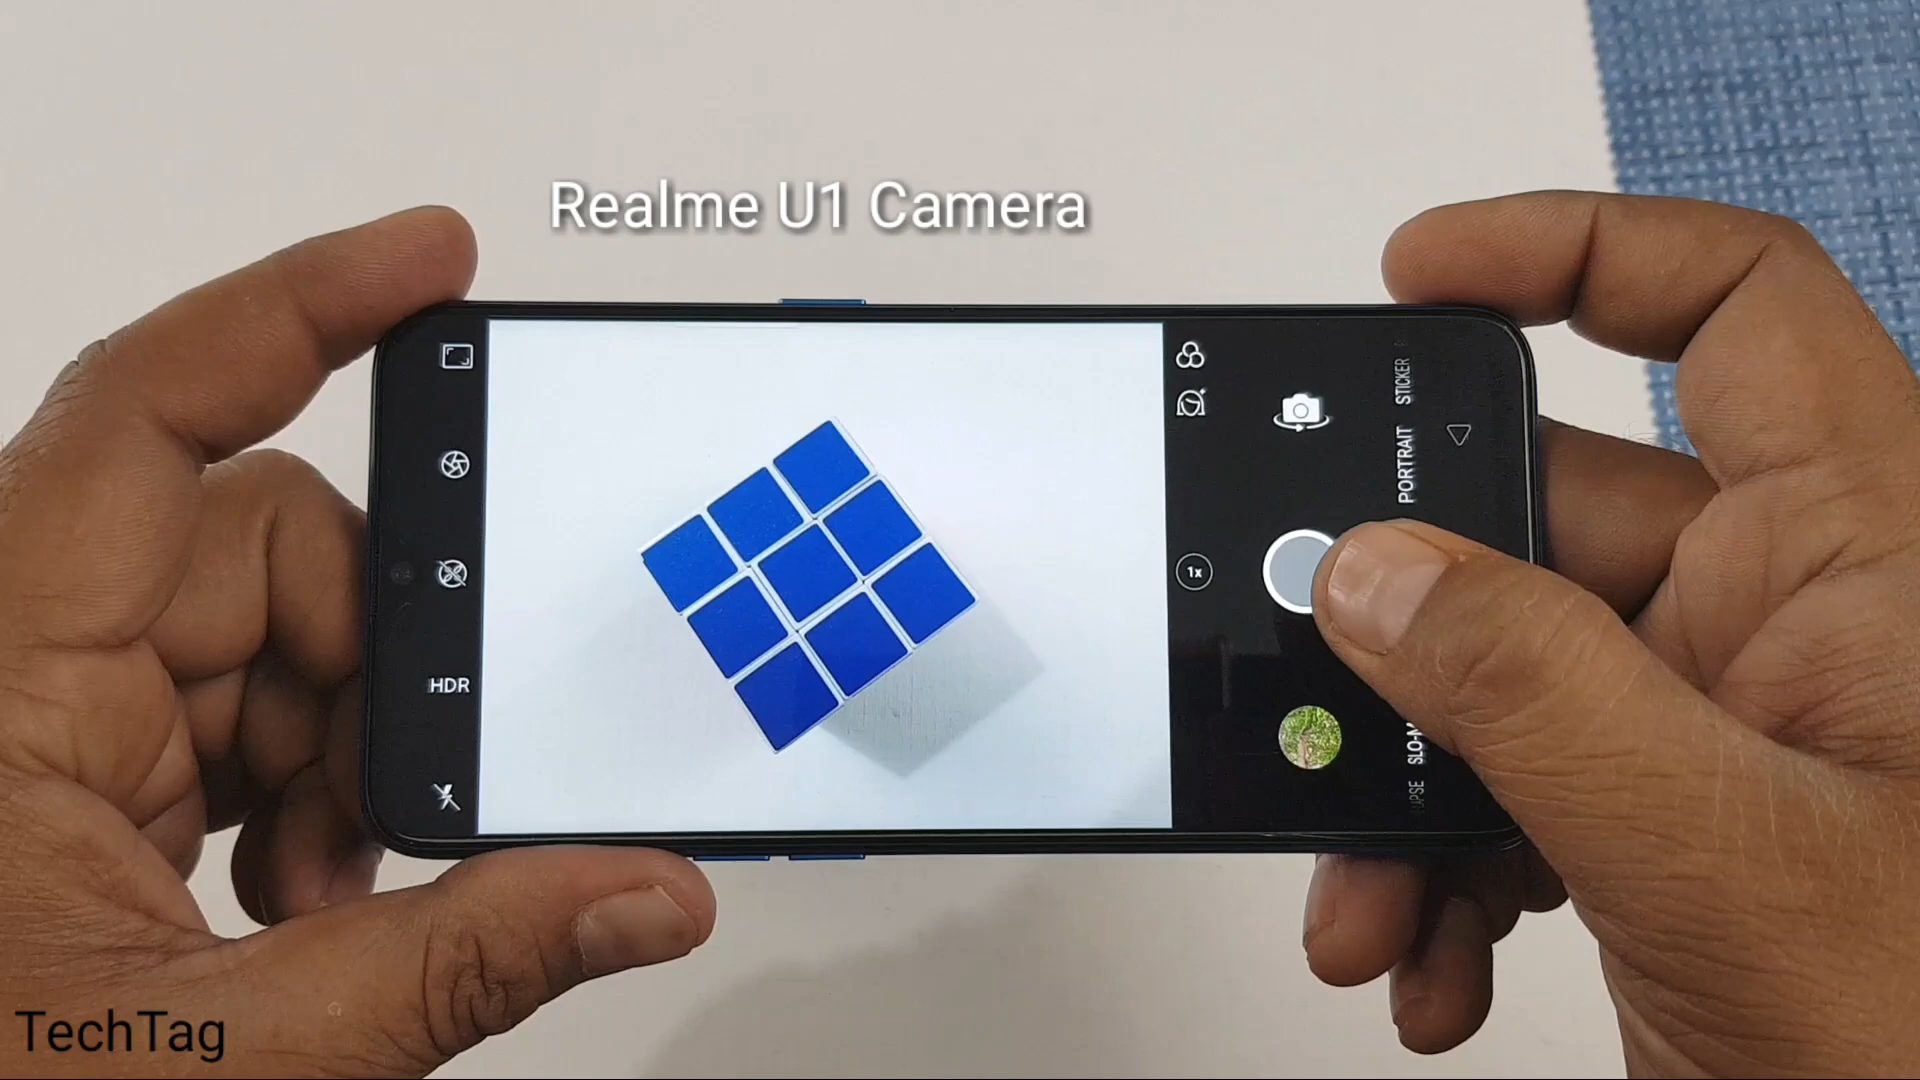 Realme U1 Camera
STICKER
PORTRAIT
1x
HDR
TechTag